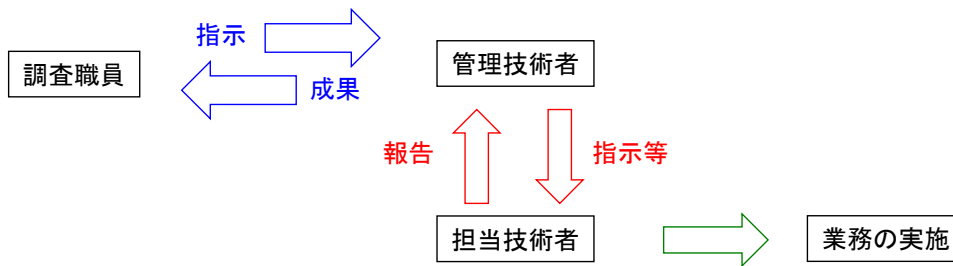 指示
調査職員
管理技術者
成果
報告
指示等
担当技術者
業務の実施